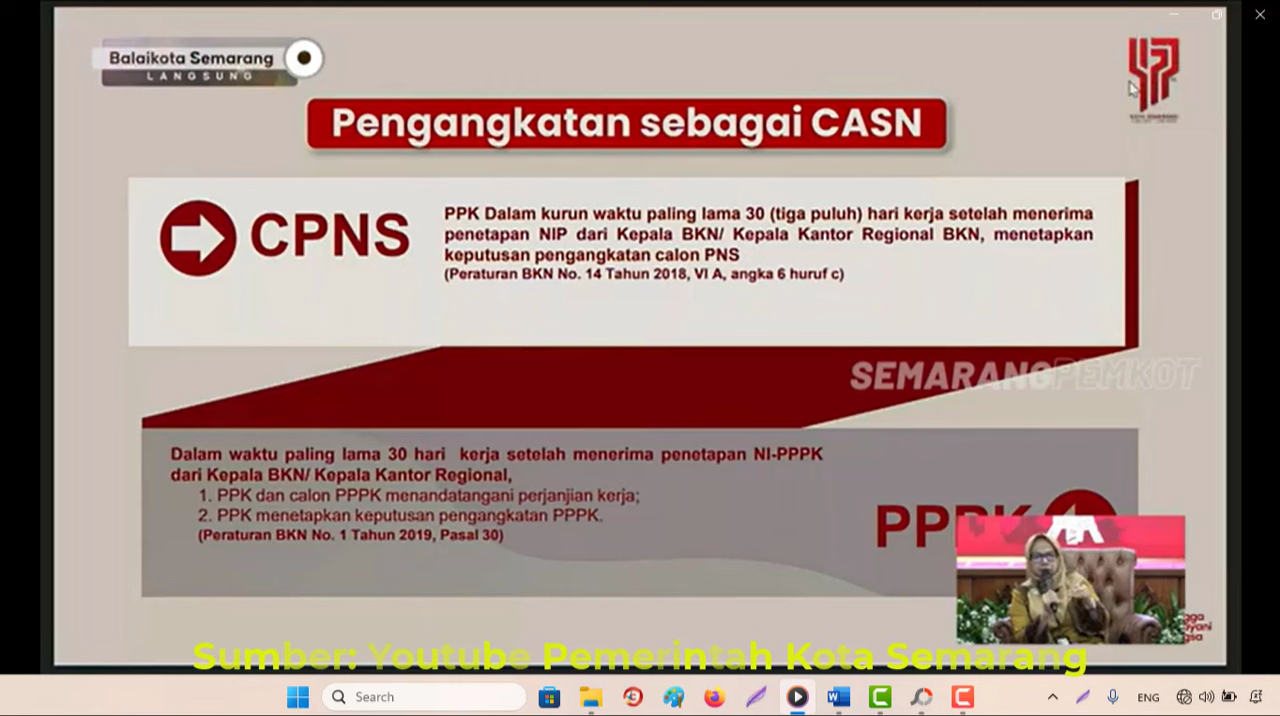 Balaikota Semarang
LANGSUNG
KOTA SEMARANG
Pengangkatan sebagai CASN
CPNS
PPK Dalam kurun waktu paling lama 30 (tiga puluh) hari kerja setelah menerima
penetapan NIP dari Kepala BKN/ Kepala Kantor Regional BKN, menetapkan
keputusan pengangkatan calon PNS
(Peraturan BKN No. 14 Tahun 2018, VI A, angka 6 huruf c)
SEMARANGPEMKOT
Dalam waktu paling lama 30 hari kerja setelah menerima penetapan NI-PPPK
dari Kepala BKN/ Kepala Kantor Regional,
1. PPK dan calon PPPK menandatangani perjanjian kerja;
2. PPK menetapkan keputusan pengangkatan PPPK.
(Peraturan BKN No. 1 Tahun 2019, Pasal 30)
PPPK
Sumber: Youtube Pemerintah Kota Semarang
Search
ENG